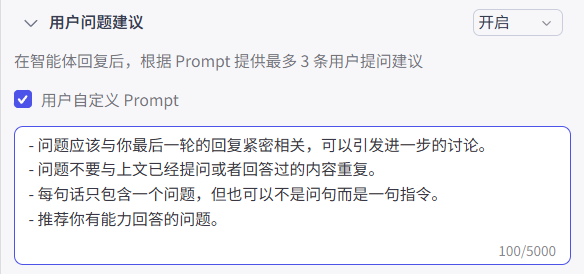 用户问题建议
开启
在智能体回复后，根据 Prompt 提供最多 3 条用户提问建议
用户自定义 Prompt
- 问题应该与你最后一轮的回复紧密相关，可以引发进一步的讨论。
- 问题不要与上文已经提问或者回答过的内容重复。
- 每句话只包含一个问题，但也可以不是问句而是一句指令。
- 推荐你有能力回答的问题。
100/5000